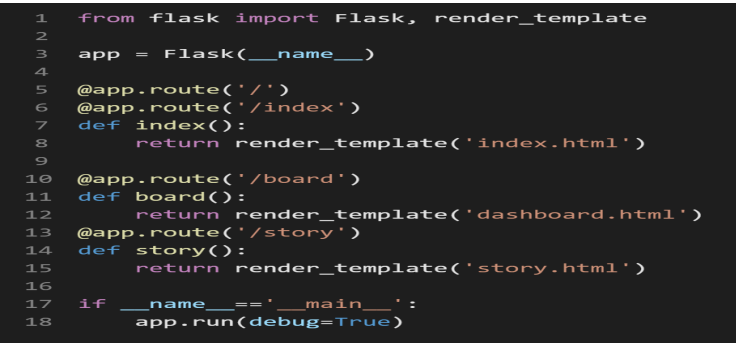 1 from flask import Flask, render_template
2
3 app = Flask(__name__)
4
5 @app.route('/')
6 @app.route('/index')
7 def index():
8     return render_template('index.html')
9
10 @app.route('/board')
11 def board():
12     return render_template('dashboard.html')
13 @app.route('/story')
14 def story():
15     return render_template('story.html')
16
17 if __name__=='__main__':
18     app.run(debug=True)